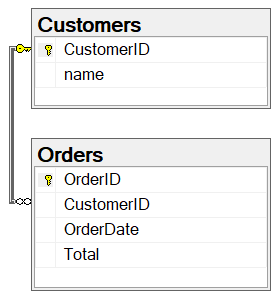 Customers
CustomerID
name
Orders
OrderID
CustomerID
OrderDate
Total